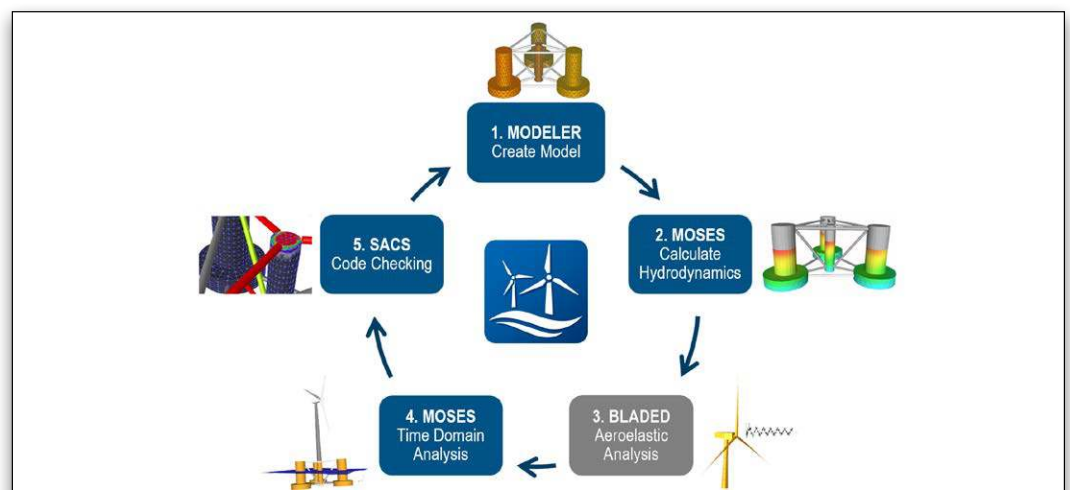 1. MODELER
Create Model
2. MOSES
Calculate
Hydrodynamics
3. BLADED
Aeroelastic
Analysis
4. MOSES
Time Domain
Analysis
5. SACS
Code Checking